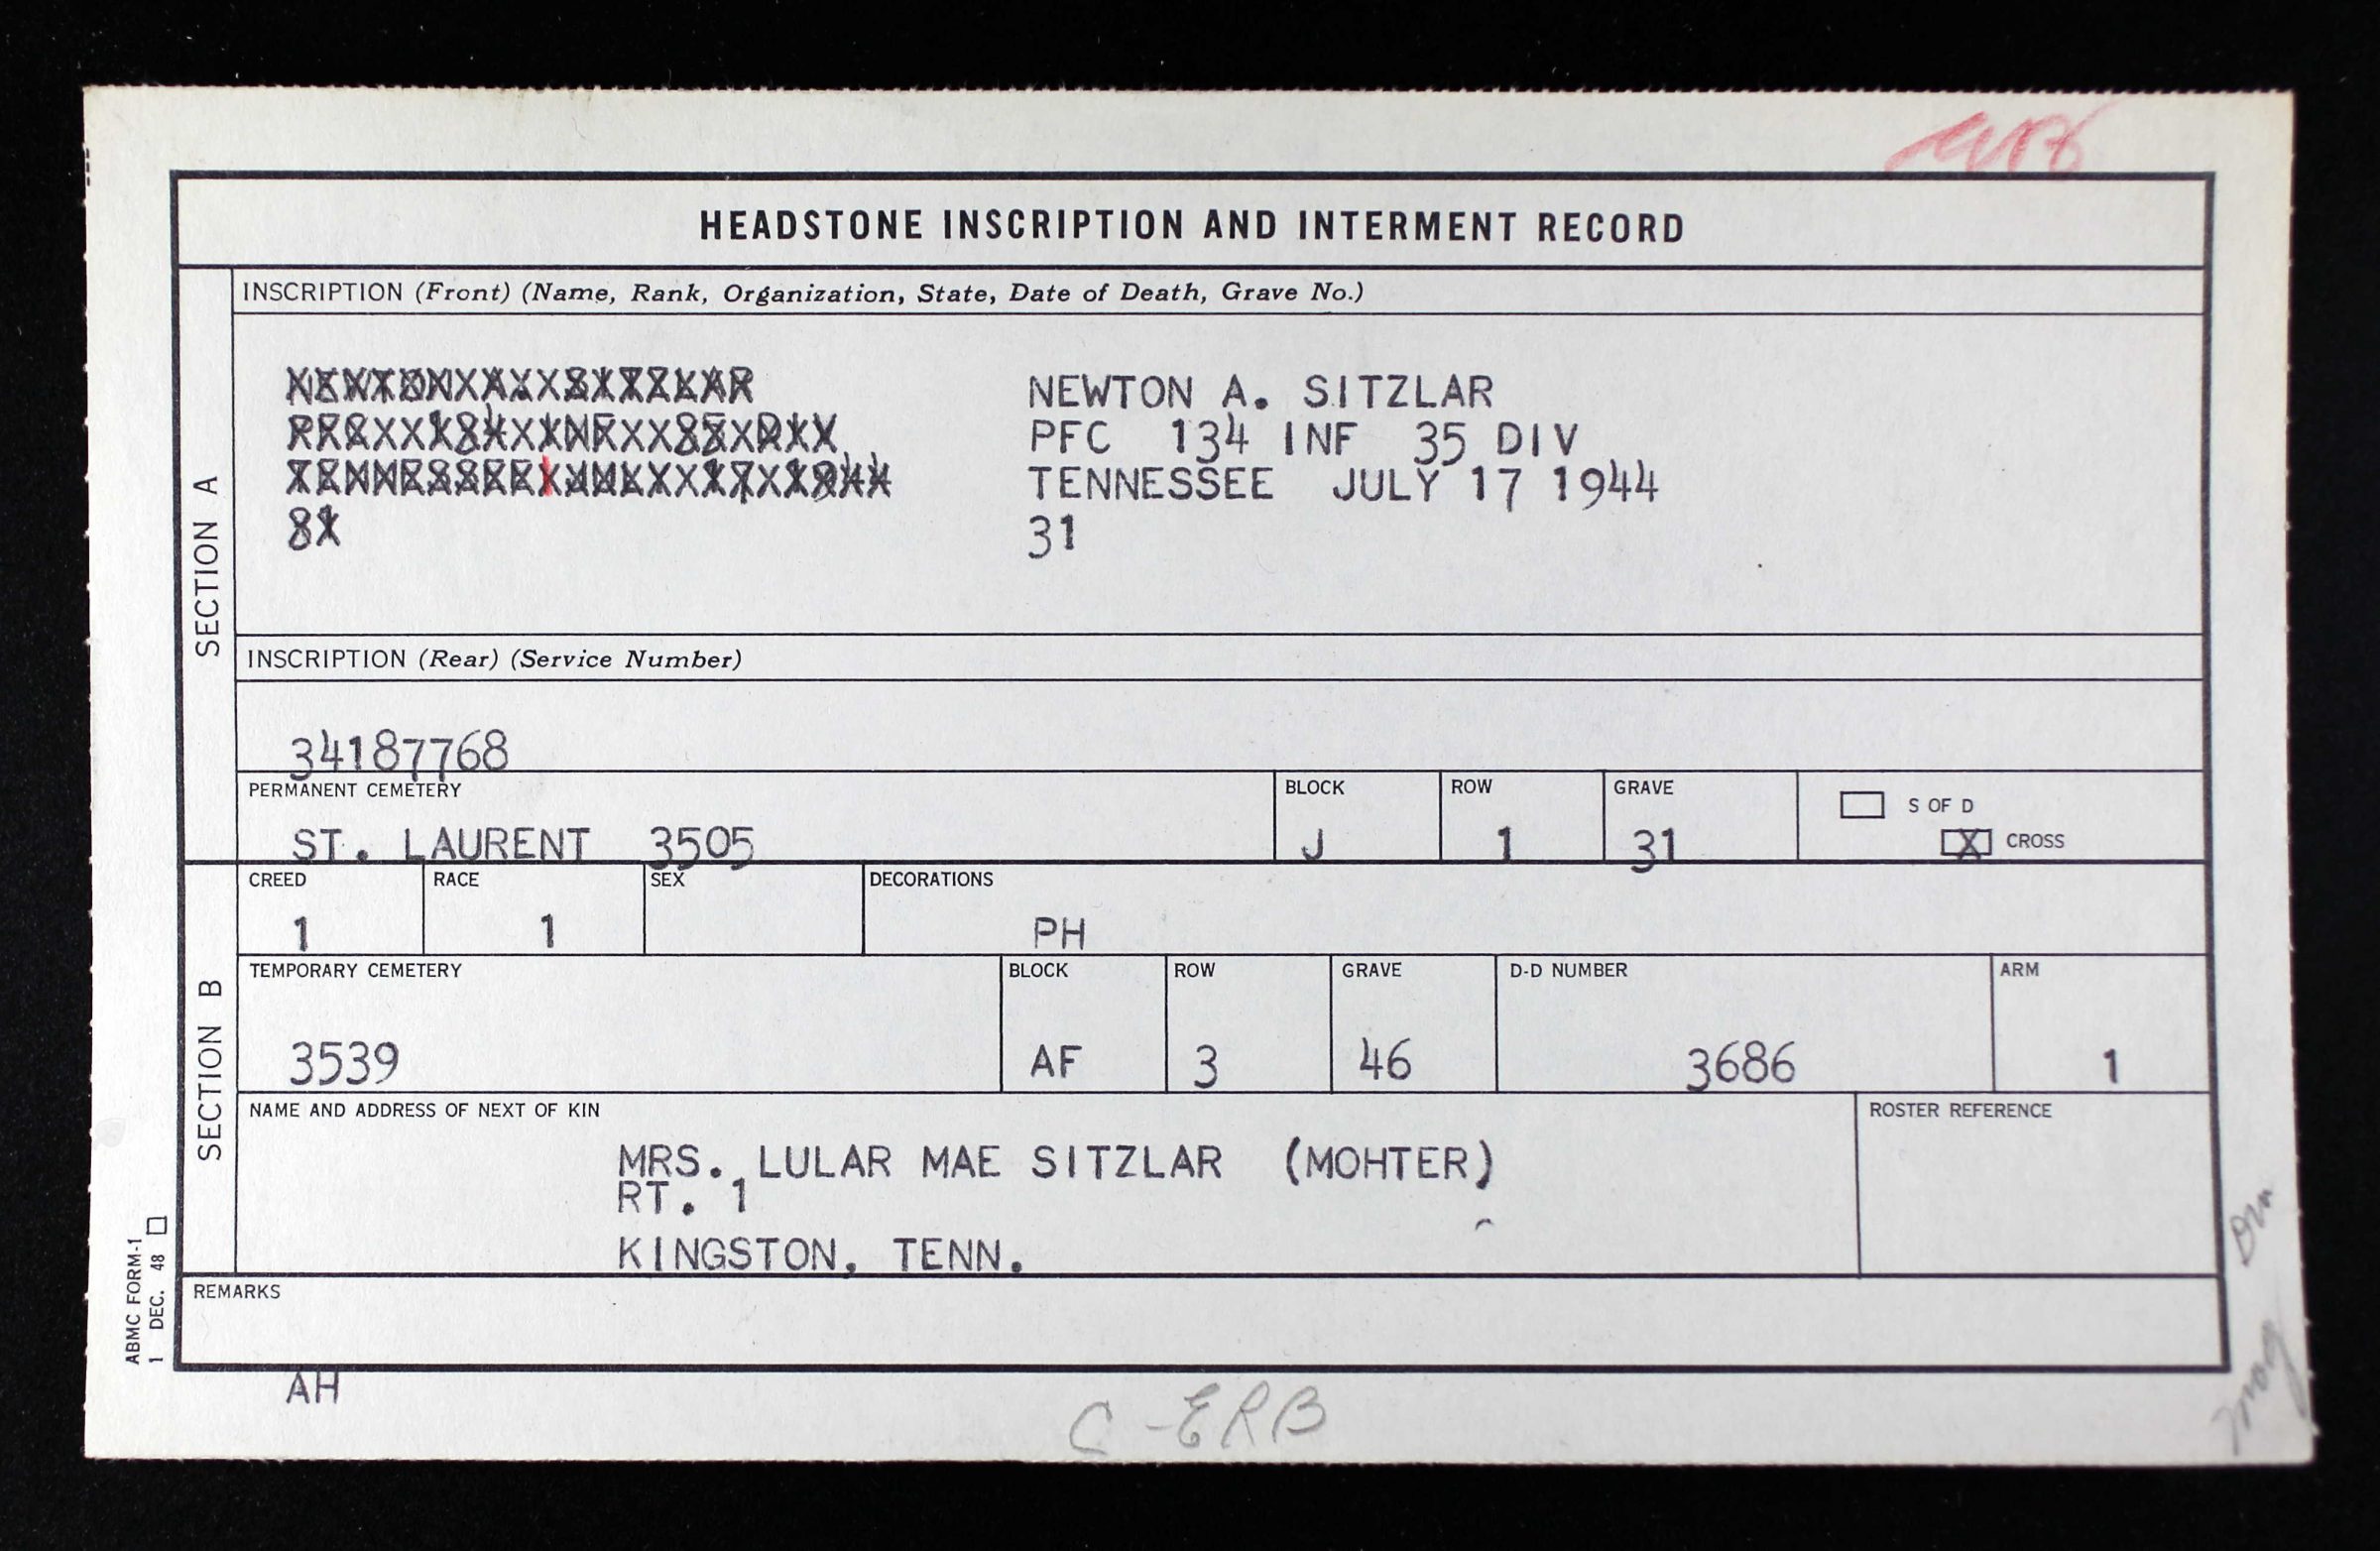 HEADSTONE INSCRIPTION AND INTERMENT RECORD
SECTION A
INSCRIPTION (Front) (Name, Rank, Organization, State, Date of Death, Grave No.)
NEWTON A. SITZLAR
PFC 134 INF 35 DIV
TENNESSEE JULY 17 1944
31
INSCRIPTION (Rear) (Service Number)
34187768
PERMANENT CEMETERY
ST. LAURENT 3505
BLOCK
J
ROW
1
GRAVE
31
S OF D
X CROSS
SECTION B
CREED
1
RACE
1
SEX
DECORATIONS
PH
TEMPORARY CEMETERY
3539
BLOCK
AF
ROW
3
GRAVE
46
D-D NUMBER
3686
ARM
1
NAME AND ADDRESS OF NEXT OF KIN
MRS. LULAR MAE SITZLAR (MOHTER)
RT. 1
KINGSTON, TENN.
ROSTER REFERENCE
REMARKS
ABMC FORM-1
1 DEC. 48
AH
C-ERB